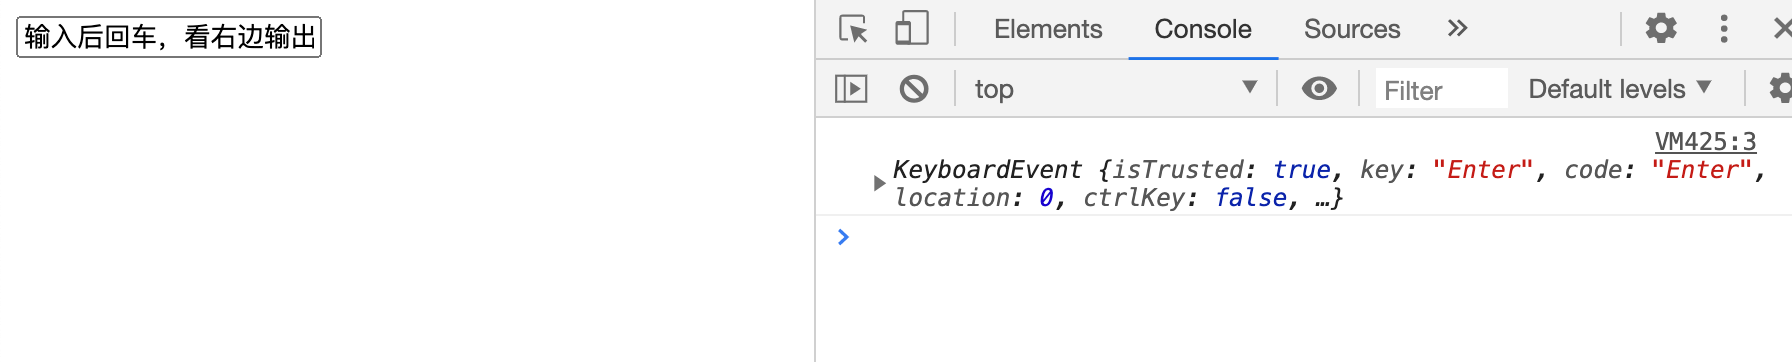 输入后回车，看右边输出
Elements Console Sources
top Filter Default levels
VM425:3
KeyboardEvent {isTrusted: true, key: "Enter", code: "Enter",
location: 0, ctrlKey: false, …}